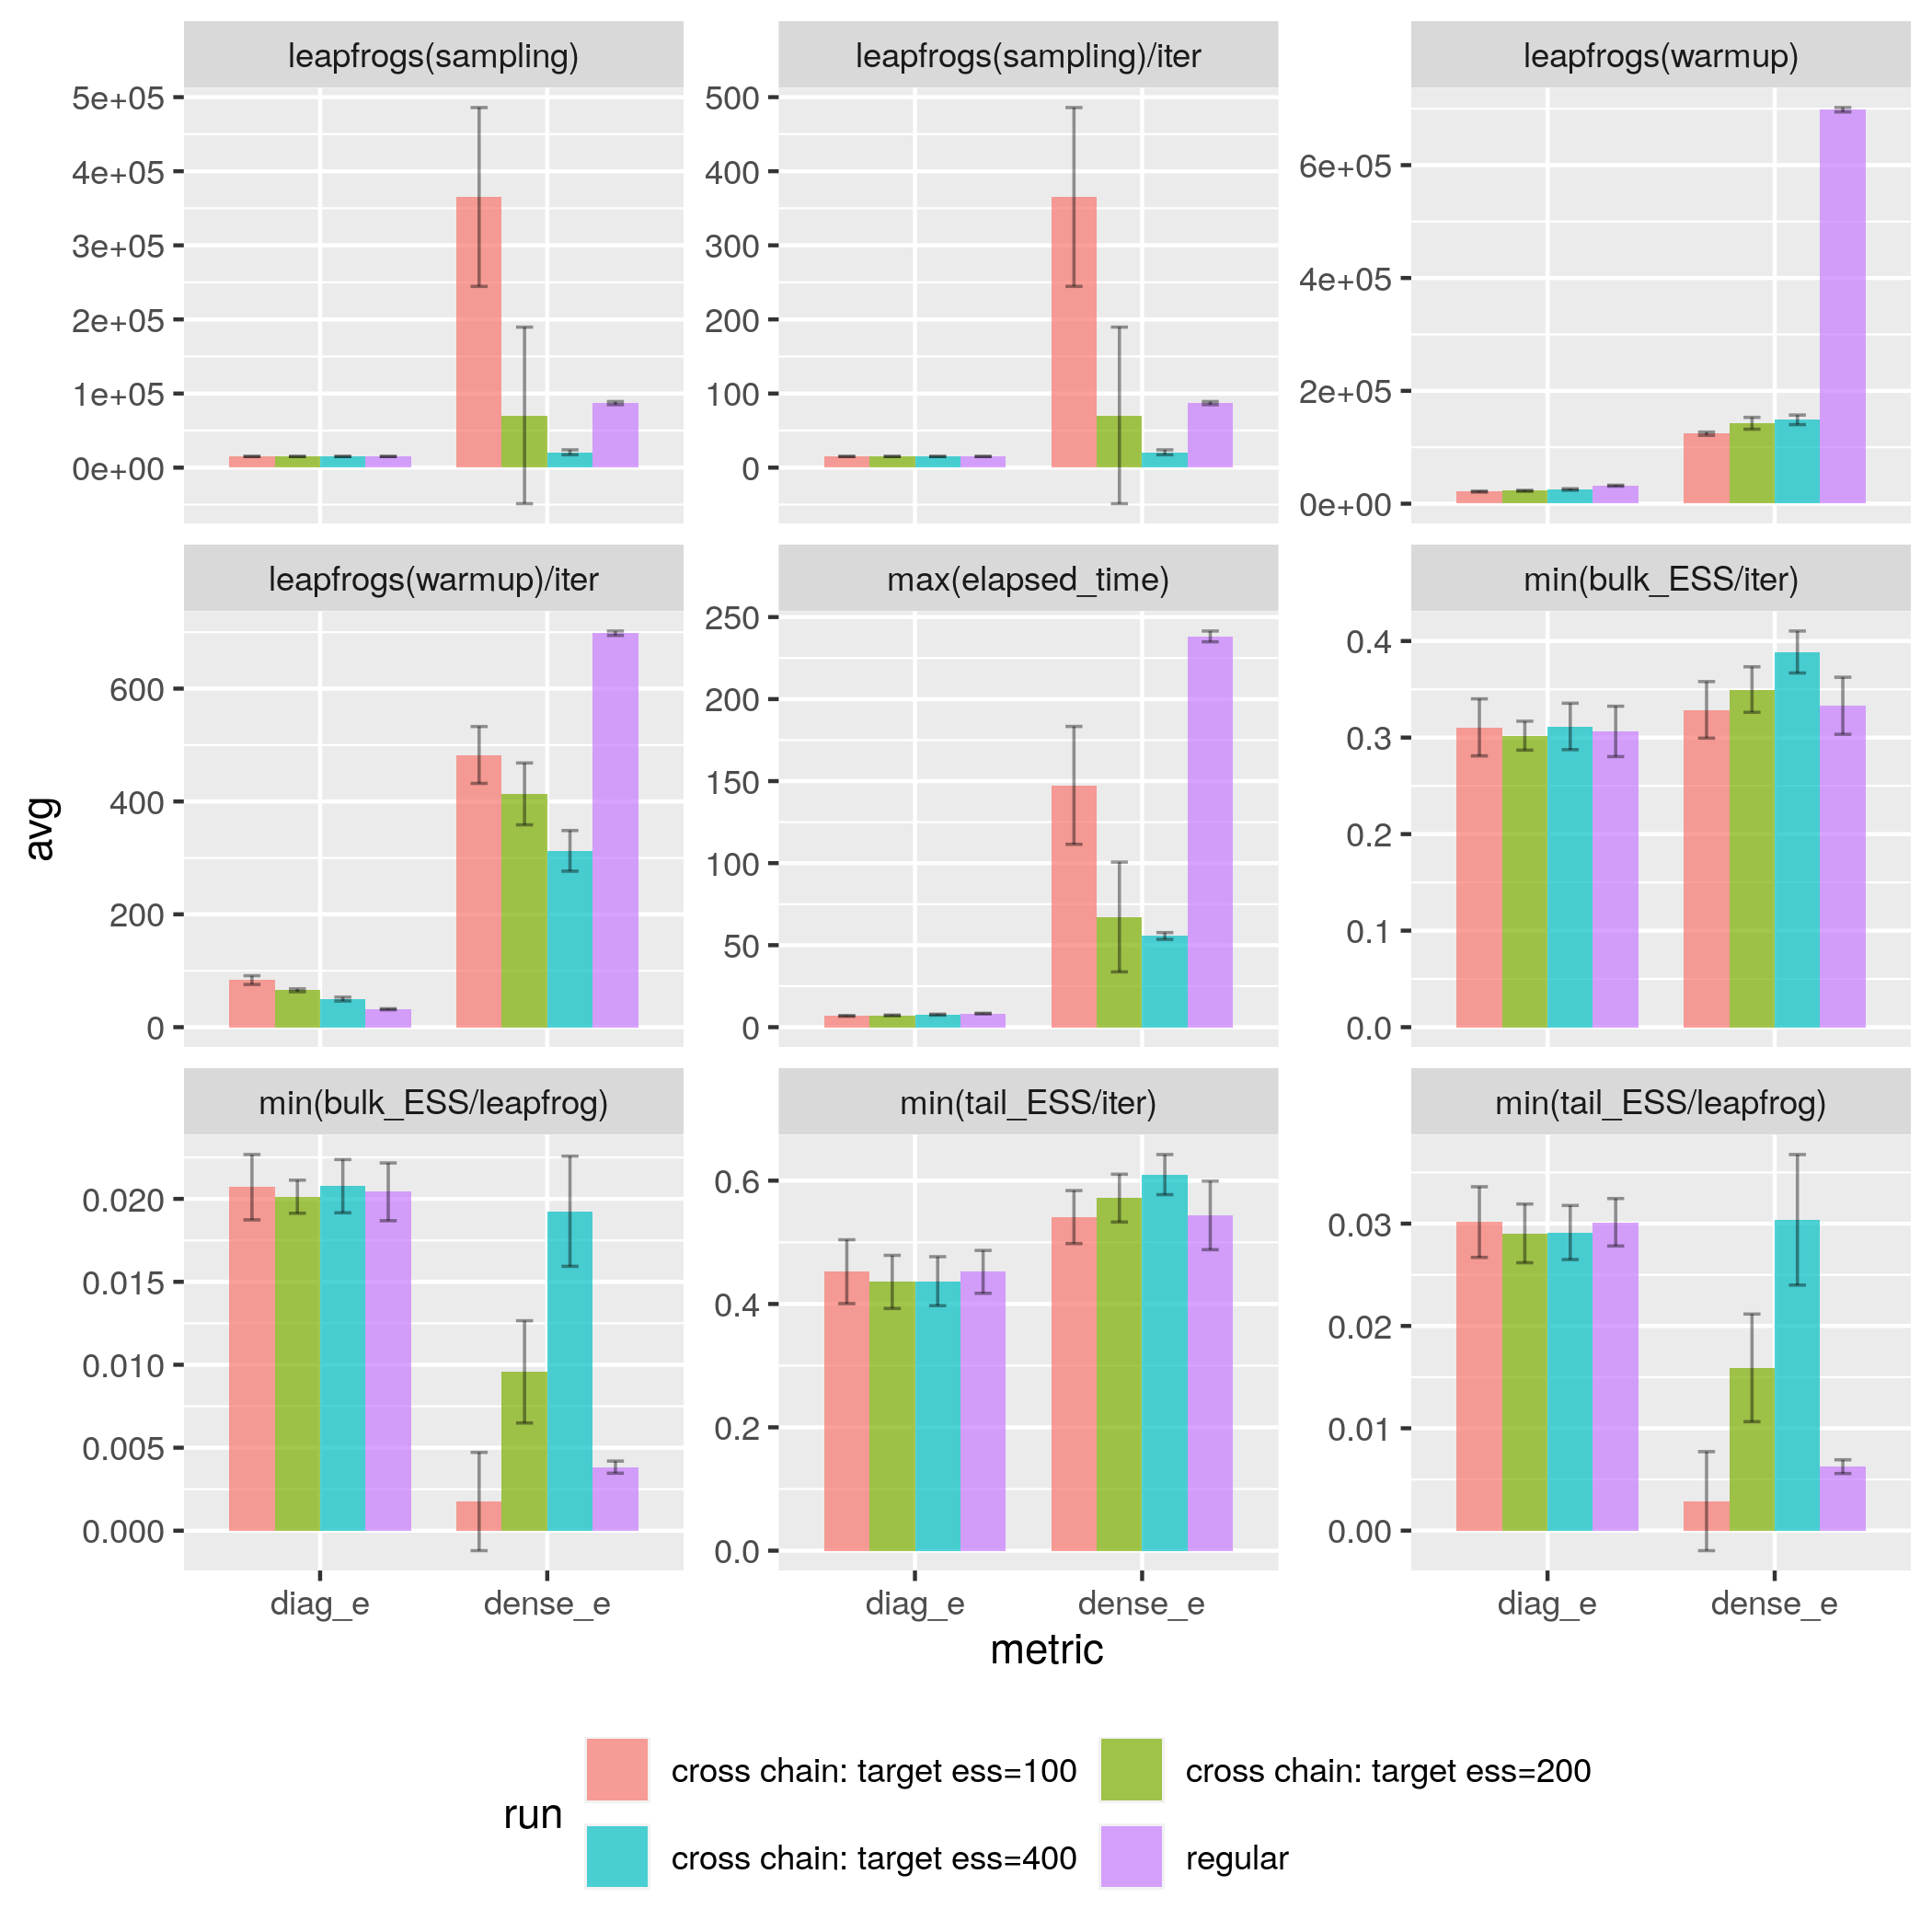 leapfrogs(sampling)
leapfrogs(sampling)/iter
leapfrogs(warmup)
5e+05
4e+05
3e+05
2e+05
1e+05
0e+00
500
400
300
200
100
0
6e+05
4e+05
2e+05
0e+00
leapfrogs(warmup)/iter
max(elapsed_time)
min(bulk_ESS/iter)
600
400
200
0
250
200
150
100
50
0
0.4
0.3
0.2
0.1
0.0
avg
min(bulk_ESS/leapfrog)
min(tail_ESS/iter)
min(tail_ESS/leapfrog)
0.020
0.015
0.010
0.005
0.000
0.6
0.4
0.2
0.0
0.03
0.02
0.01
0.00
diag_e dense_e
diag_e dense_e
diag_e dense_e
metric
run
cross chain: target ess=100
cross chain: target ess=200
cross chain: target ess=400
regular